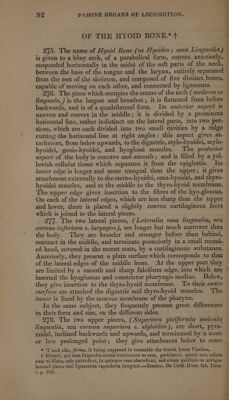 82 PASSIVE ORGANS OF LOCOMOTION.
OF THE HYOID BONE.* †
275. The name of Hyoid Bone (os Hyoides; seu Linguale)
is given to a bony arch, of a parabolical form, convex anteriorly,
suspended horizontally in the midst of the soft parts of the neck,
between the base of the tongue and the larynx, entirely separated
from the rest of the skeleton, and composed of five distinct bones,
capable of moving on each other, and connected by ligaments.
276. The piece which occupies the centre of the arch (medium os
linguale,) is the largest and broadest; it is flattened from before
backwards, and is of a quadrilateral form. Its anterior aspect is
uneven and convex in the middle; it is divided by a prominent
horizontal line, rather indistinct on the lateral parts, into two por-
tions, which are each divided into two small cavities by a ridge
cutting the horizontal line at right angles: this aspect gives at-
tachment, from below upwards, to the digastric, stylo-hyoidei, mylo-
hyoidei, genio-hyoidei, and hyoglossi muscles. The posterior
aspect of the body is concave and smooth; and is filled by a yel-
lowish cellular tissue which separates it from the epiglottis. Its
lower edge is longer and more unequal than the upper; it gives
attachment externally to the sterno-hyoidei, omo-hyoidei, and thyro-
hyoidei muscles, and at the middle to the thyro-hyoid membrane.
The upper edge gives insertion to the fibres of the hyo-glossus.
On each of the lateral edges, which are less sharp than the upper
and lower, there is placed a slightly convex cartilaginous facet
which is joined to the lateral pieces.
277. The two lateral pieces, (Lateralia ossa lingualia, seu
cornua inferiora s. laryngea), are longer but much narrower than
the body. They are broader and stronger before than behind,
contract in the middle, and terminate posteriorly in a small round-
ed head, covered in the recent state, by a cartilaginous substance.
Anteriorly, they present a plain surface which corresponds to that
of the lateral edges of the middle bone. At the upper part they
are limited by a smooth and sharp falciform edge, into which are
inserted the hyoglossus and constrictor pharyngis medius. Below,
they give insertion to the thyro-hyoid membrane. To their outer
surface are attached the digastric and thyro-hyoid muscles. The
inner is lined by the mucous membrane of the pharynx.
In the same subject, they frequently present great differences
in their form and size, on the different sides.
278. The two upper pieces, (Superiora pisiformia ossicula
lingualia, seu cornua superiora s. styloidea), are short, pyra-
midal, inclined backwards and upwards, and terminated by a more
or less prolonged point; they give attachment below to some